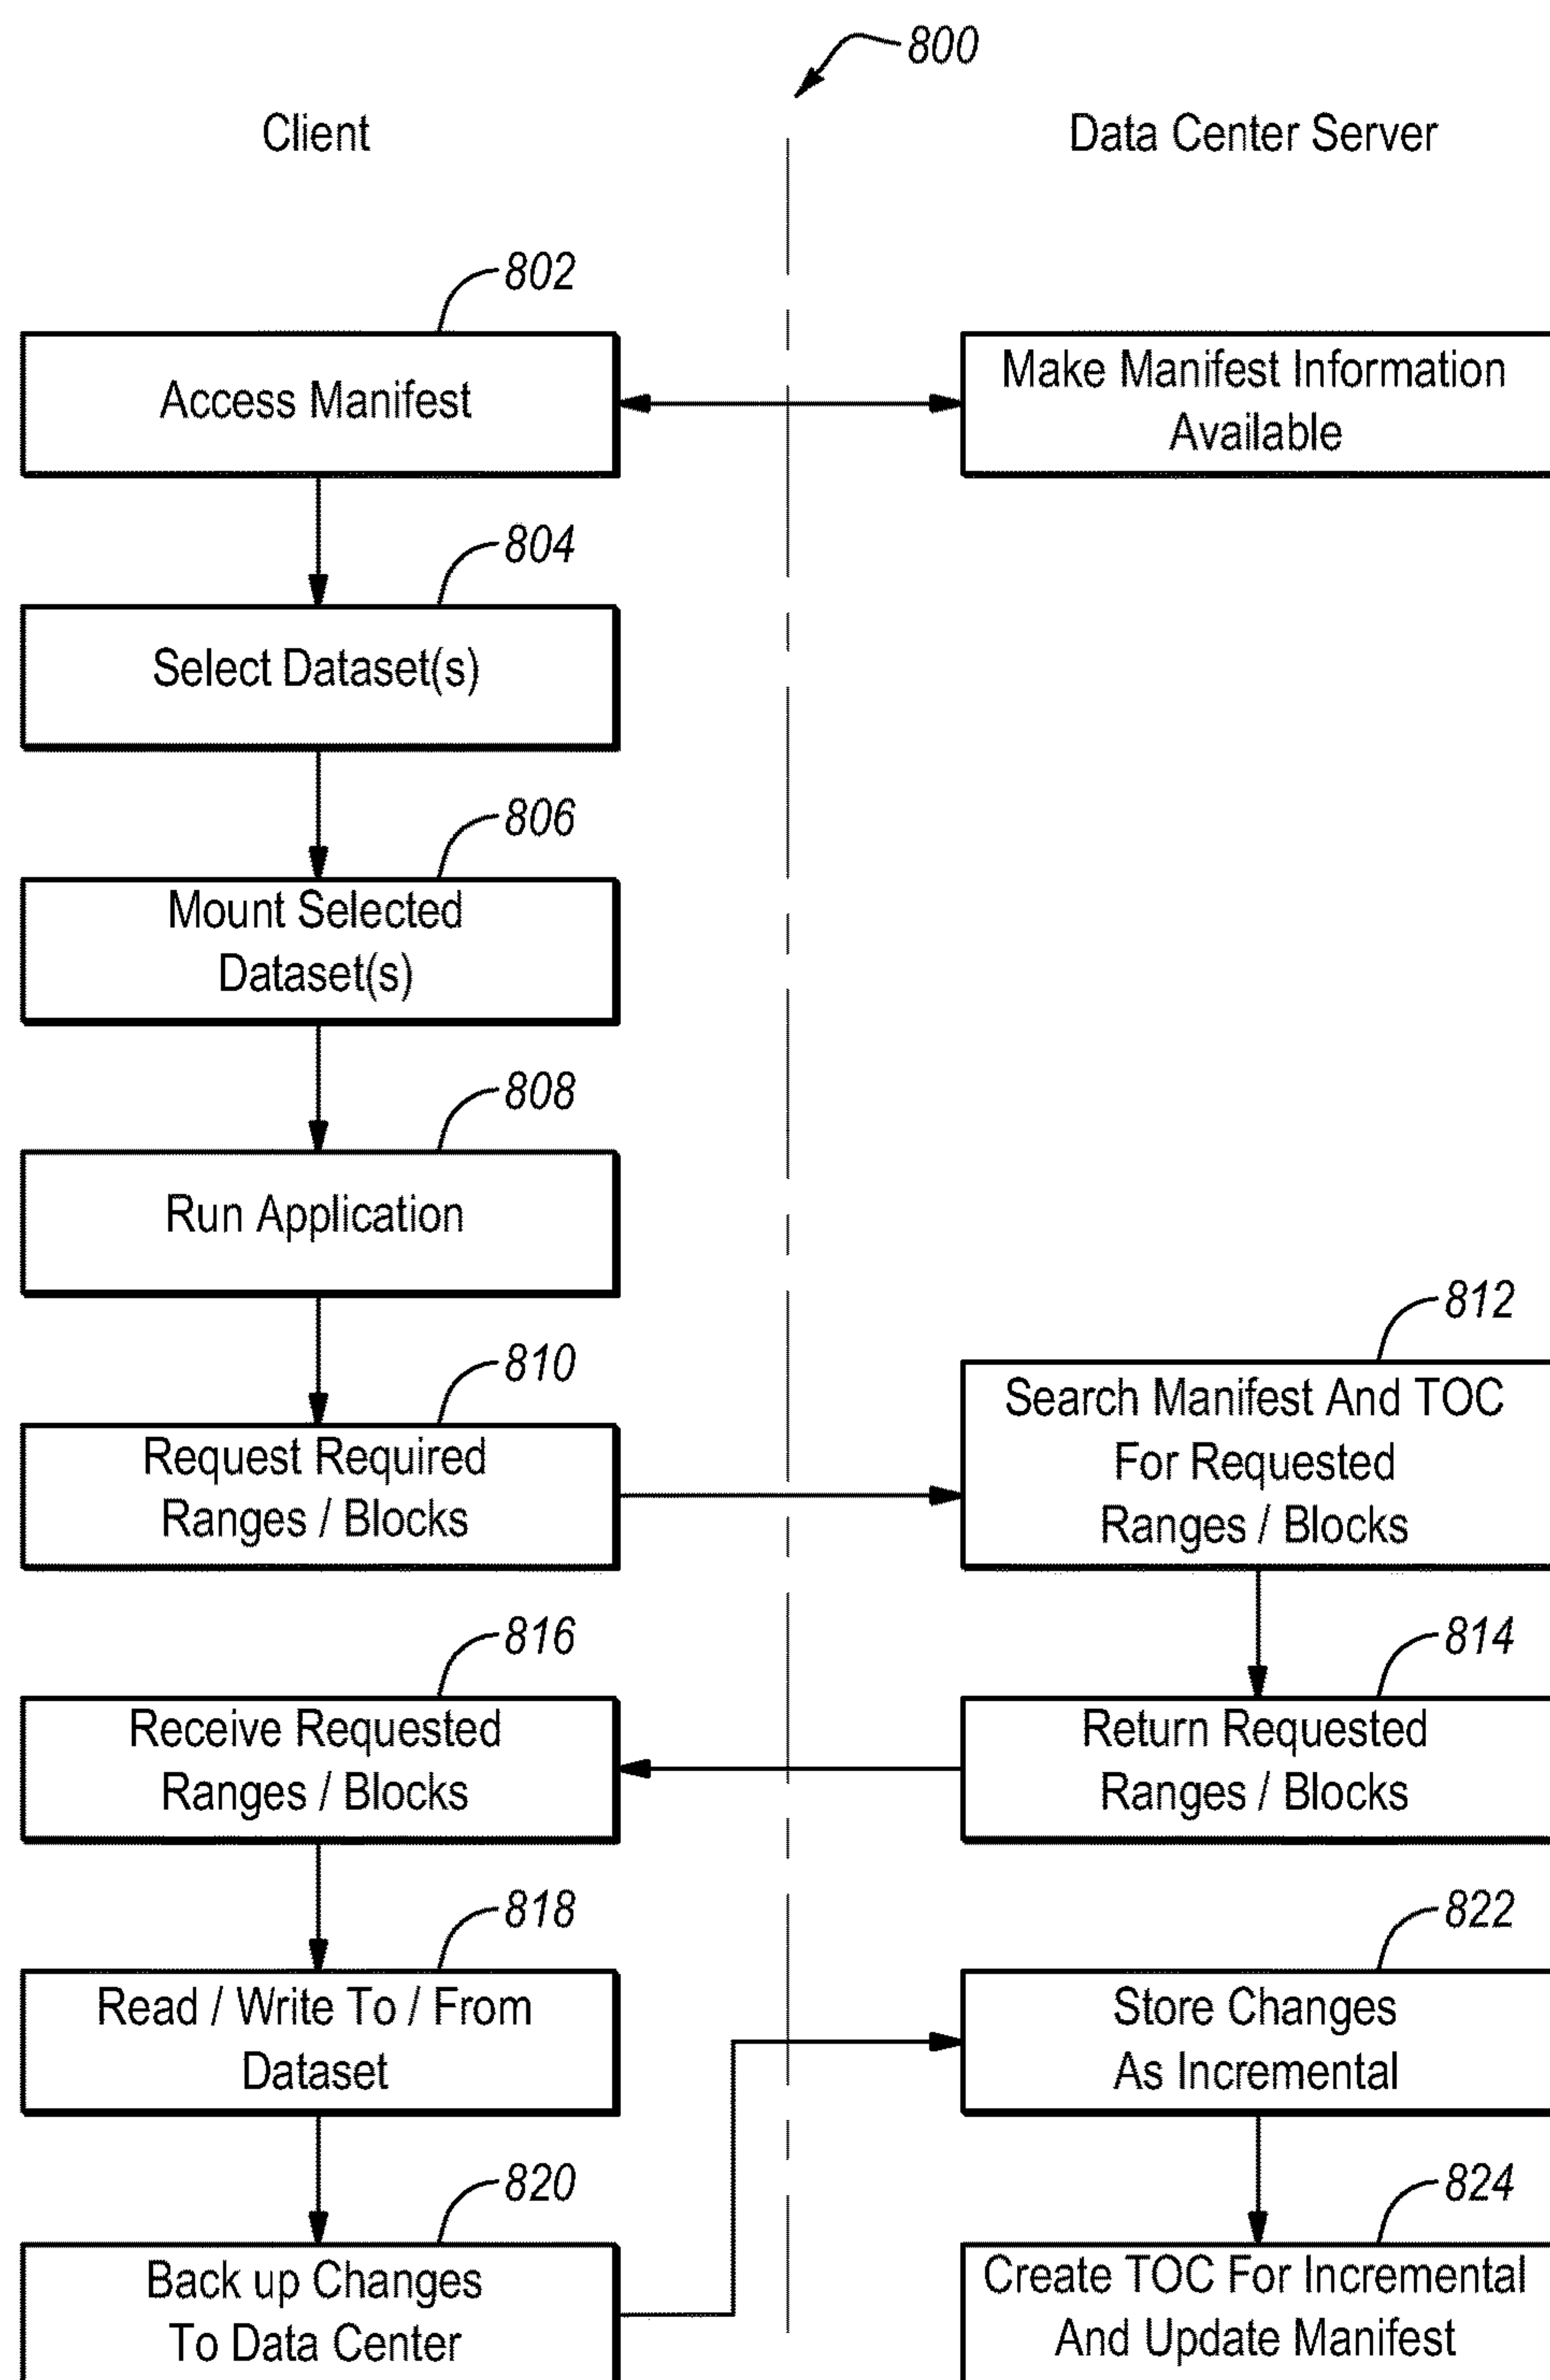 800
Client
Data Center Server
802
Access Manifest
Make Manifest Information
Available
804
Select Dataset(s)
806
Mount Selected
Dataset(s)
808
Run Application
810
Request Required
Ranges / Blocks
812
Search Manifest And TOC
For Requested
Ranges / Blocks
814
Return Requested
Ranges / Blocks
816
Receive Requested
Ranges / Blocks
818
Read / Write To / From
Dataset
820
Back up Changes
To Data Center
822
Store Changes
As Incremental
824
Create TOC For Incremental
And Update Manifest